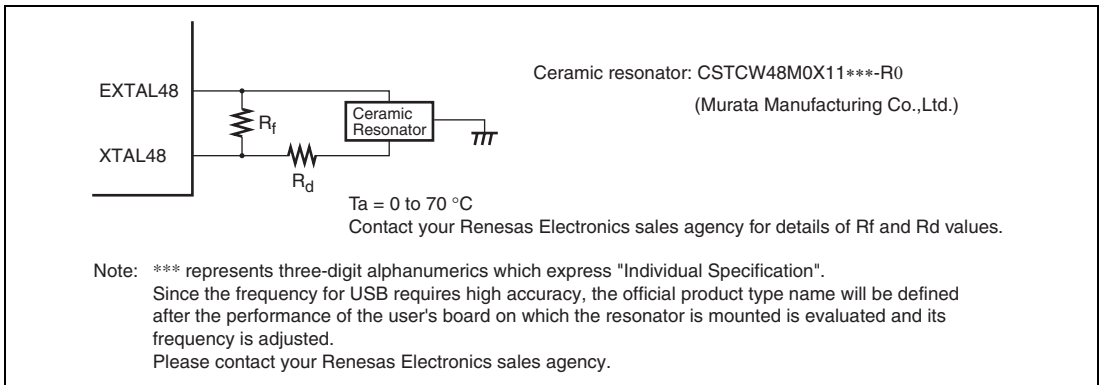 EXTAL48
XTAL48
Rf
Rd
Ceramic
Resonator
Ceramic resonator: CSTCW48M0X11***-R0
(Murata Manufacturing Co.,Ltd.)
Ta = 0 to 70 °C
Contact your Renesas Electronics sales agency for details of Rf and Rd values.
Note: *** represents three-digit alphanumerics which express "Individual Specification".
Since the frequency for USB requires high accuracy, the official product type name will be defined
after the performance of the user's board on which the resonator is mounted is evaluated and its
frequency is adjusted.
Please contact your Renesas Electronics sales agency.